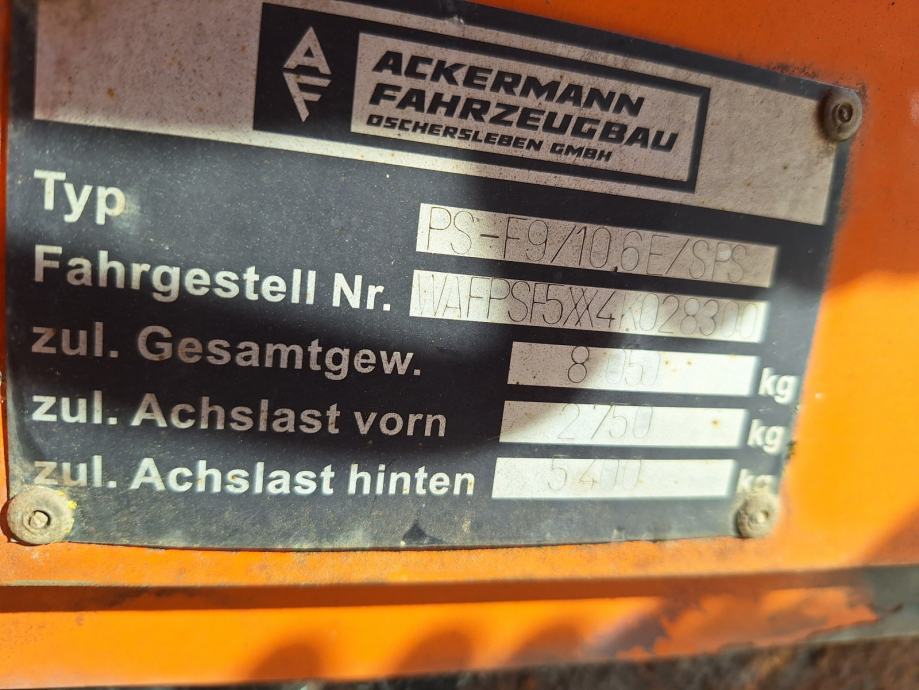 AF
ACKERMANN
FAHRZEUGBAU
OSCHERSLEBEN GMBH
Typ PS-F9/10.6E/SPS
Fahrgestell Nr. WAFPSF5XX4K028300
zul. Gesamtgew. 8 050 kg
zul. Achslast vorn 2750 kg
zul. Achslast hinten 5400 kg